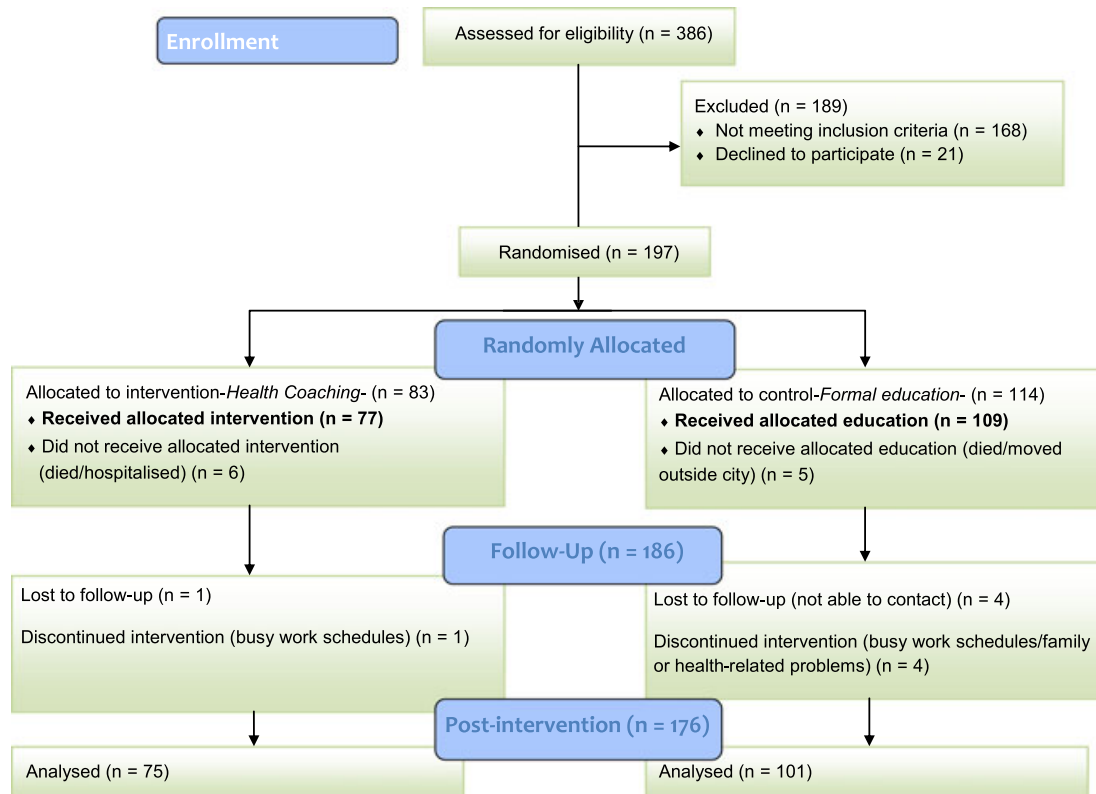 Enrollment
Assessed for eligibility (n = 386)
Excluded (n = 189)
♦ Not meeting inclusion criteria (n = 168)
♦ Declined to participate (n = 21)
Randomised (n = 197)
Randomly Allocated
Allocated to intervention-Health Coaching- (n = 83)
♦ Received allocated intervention (n = 77)
♦ Did not receive allocated intervention
(died/hospitalised) (n = 6)
Allocated to control-Formal education- (n = 114)
♦ Received allocated education (n = 109)
♦ Did not receive allocated education (died/moved
outside city) (n = 5)
Follow-Up (n = 186)
Lost to follow-up (n = 1)
Discontinued intervention (busy work schedules) (n = 1)
Lost to follow-up (not able to contact) (n = 4)
Discontinued intervention (busy work schedules/family
or health-related problems) (n = 4)
Post-intervention (n = 176)
Analysed (n = 75)
Analysed (n = 101)